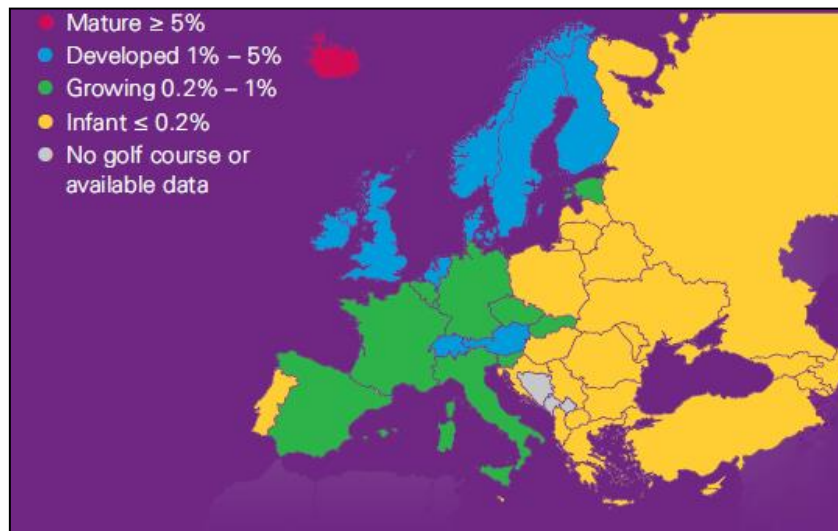 Mature ≥ 5%
Developed 1% – 5%
Growing 0.2% – 1%
Infant ≤ 0.2%
No golf course or
available data